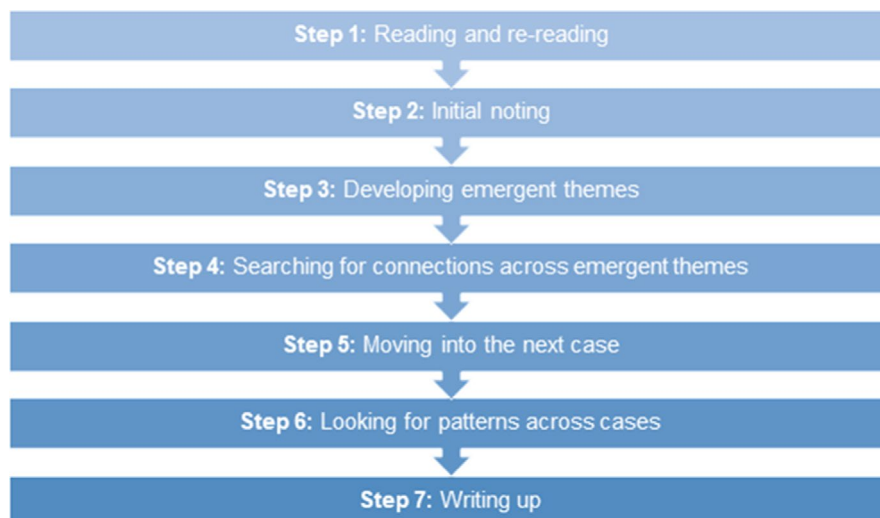 Step 1: Reading and re-reading
Step 2: Initial noting
Step 3: Developing emergent themes
Step 4: Searching for connections across emergent themes
Step 5: Moving into the next case
Step 6: Looking for patterns across cases
Step 7: Writing up